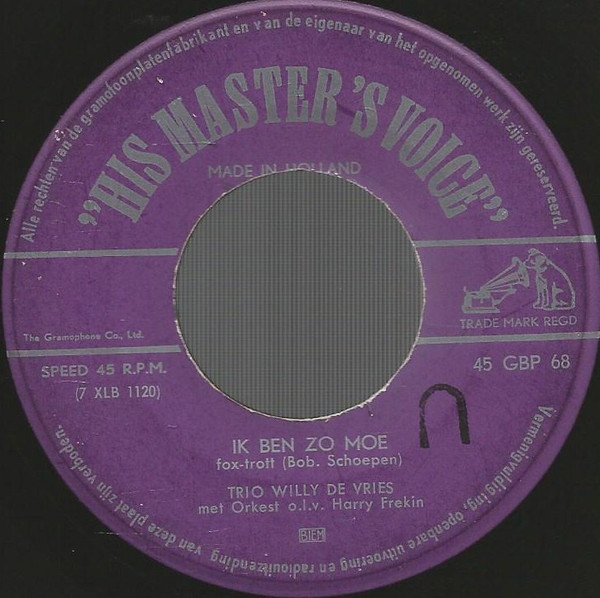 Alle rechten van de gramofoonplatenfabrikant en van de eigenaar van het opgenomen werk zijn gereserveerd.
"HIS MASTER'S VOICE"
MADE IN HOLLAND
TRADE MARK REGD
The Gramophone Co., Ltd.
SPEED 45 R.P.M.
(7 XLB 1120)
45 GBP 68
IK BEN ZO MOE
fox-trott (Bob. Schoepen)
TRIO WILLY DE VRIES
met Orkest o.l.v. Harry Frekin
BIEM
Vermenigvuldiging, openbare uitvoering en radiouitzending van deze plaat zijn verboden.